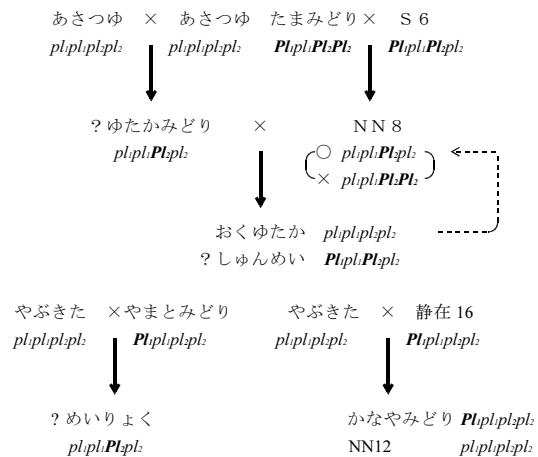 あさつゆ × あさつゆ たまみどり× S6
pl₁pl₁pl₂pl₂ pl₁pl₁pl₂pl₂ Pl₁pl₁Pl₂Pl₂ Pl₁pl₁Pl₂pl₂
?ゆたかみどり × NN8
pl₁pl₁Pl₂pl₂ ○ pl₁pl₁Pl₂pl₂
× pl₁pl₁Pl₂Pl₂
おくゆたか pl₁pl₁pl₂pl₂
?しゅんめい Pl₁pl₁Pl₂pl₂
やぶきた ×やまとみどり やぶきた × 静在16
pl₁pl₁pl₂pl₂ Pl₁pl₁pl₂pl₂ pl₁pl₁pl₂pl₂ Pl₁pl₁pl₂pl₂
?めいりょく かなやみどり Pl₁pl₁pl₂pl₂
pl₁pl₁Pl₂pl₂ NN12 pl₁pl₁pl₂pl₂